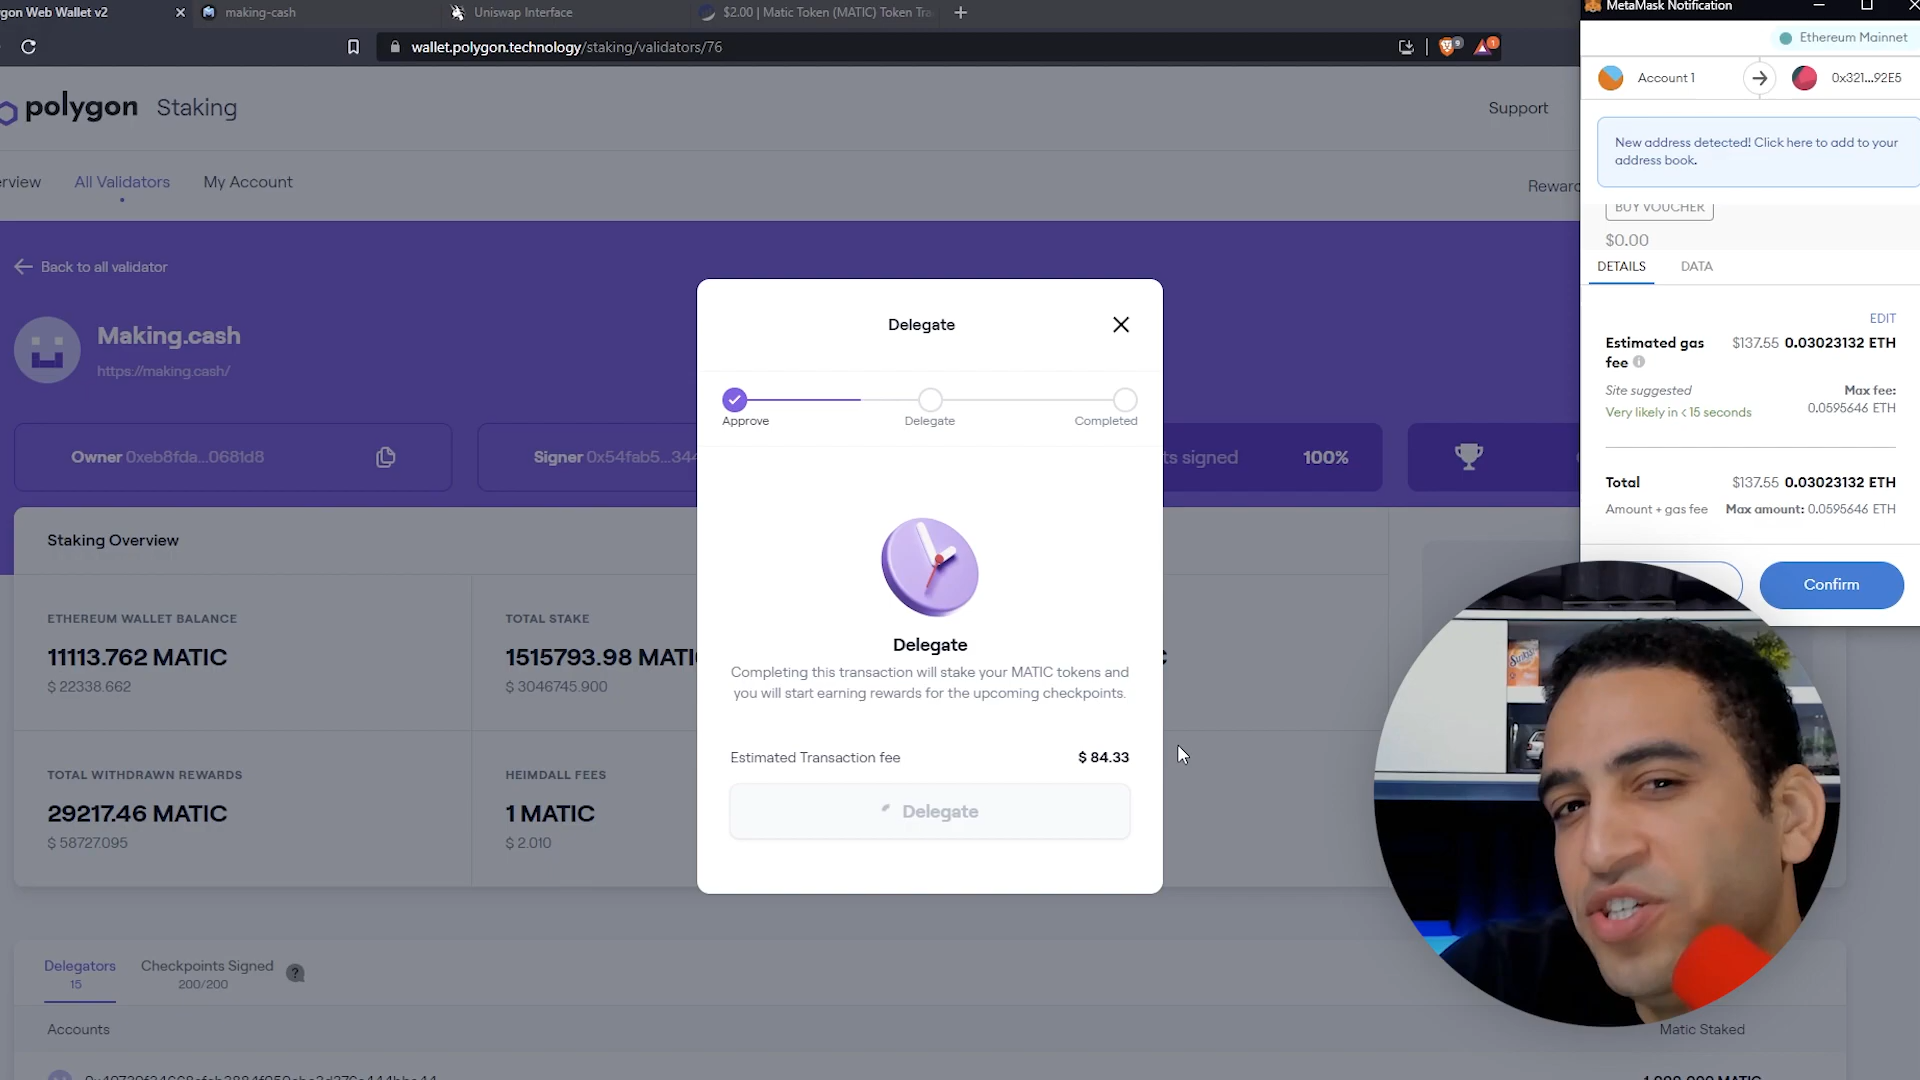 gon Web Wallet v2
making-cash
Uniswap Interface
$2.00 | Matic Token (MATIC) Token Tra
wallet.polygon.technology/staking/validators/76
MetaMask Notification
Ethereum Mainnet
Account 1
0x321...92E5
New address detected! Click here to add to your
address book.
BUY VOUCHER
$0.00
DETAILS
DATA
EDIT
Estimated gas
fee
$137.55 0.03023132 ETH
Site suggested
Max fee:
Very likely in < 15 seconds
0.0595646 ETH
Total
$137.55 0.03023132 ETH
Amount + gas fee
Max amount: 0.0595646 ETH
Confirm
polygon Staking
Support
erview
All Validators
My Account
Reward
Back to all validator
Making.cash
https://making.cash/
Owner 0xeb8fda...0681d8
Signer 0x54fab5...344
ts signed
100%
Staking Overview
ETHEREUM WALLET BALANCE
11113.762 MATIC
$ 22338.662
TOTAL STAKE
1515793.98 MATI
$ 3046745.900
TOTAL WITHDRAWN REWARDS
29217.46 MATIC
$ 58727.095
HEIMDALL FEES
1 MATIC
$ 2.010
Delegate
Approve
Delegate
Completed
Delegate
Completing this transaction will stake your MATIC tokens and
you will start earning rewards for the upcoming checkpoints.
Estimated Transaction fee
$ 84.33
Delegate
Delegators
15
Checkpoints Signed
200/200
?
Accounts
Matic Staked